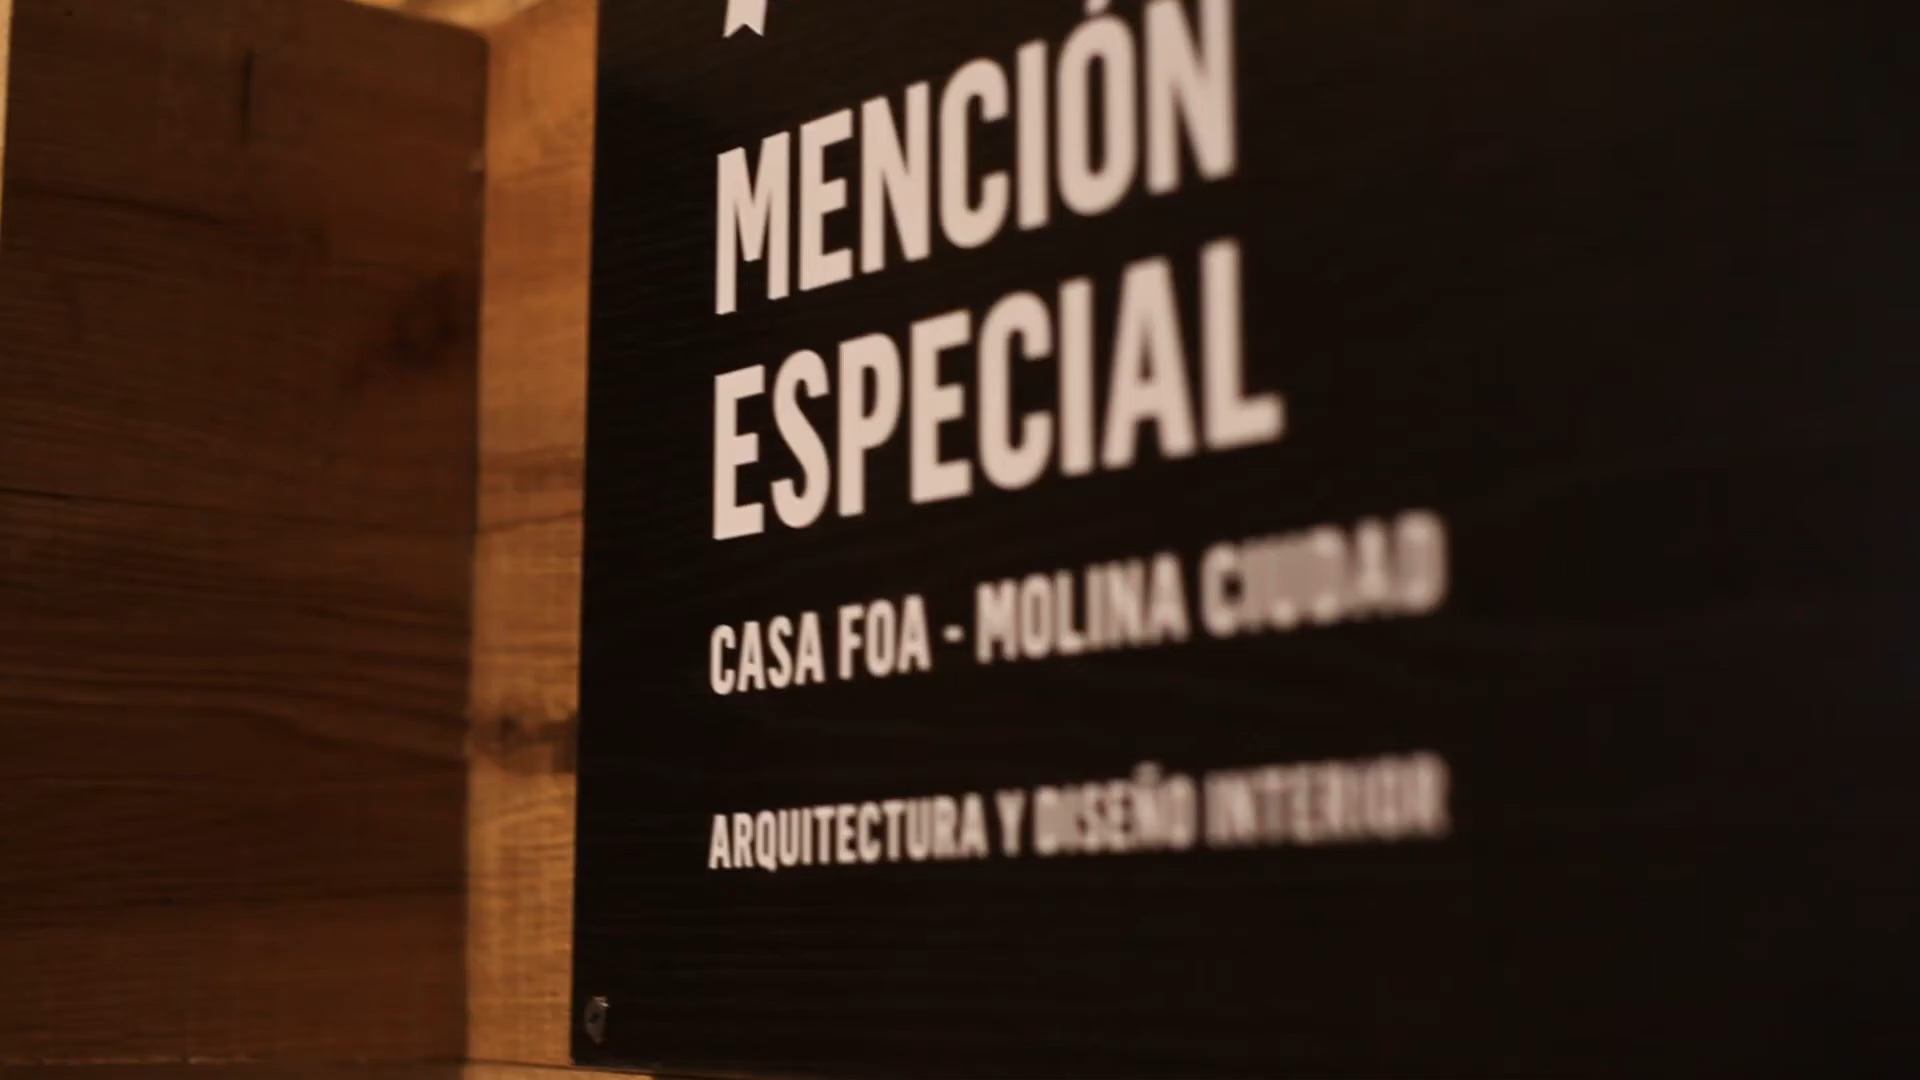 MENCIÓN
ESPECIAL
CASA FOA - MOLINA CIUDAD
ARQUITECTURA Y DISEÑO INTERIOR